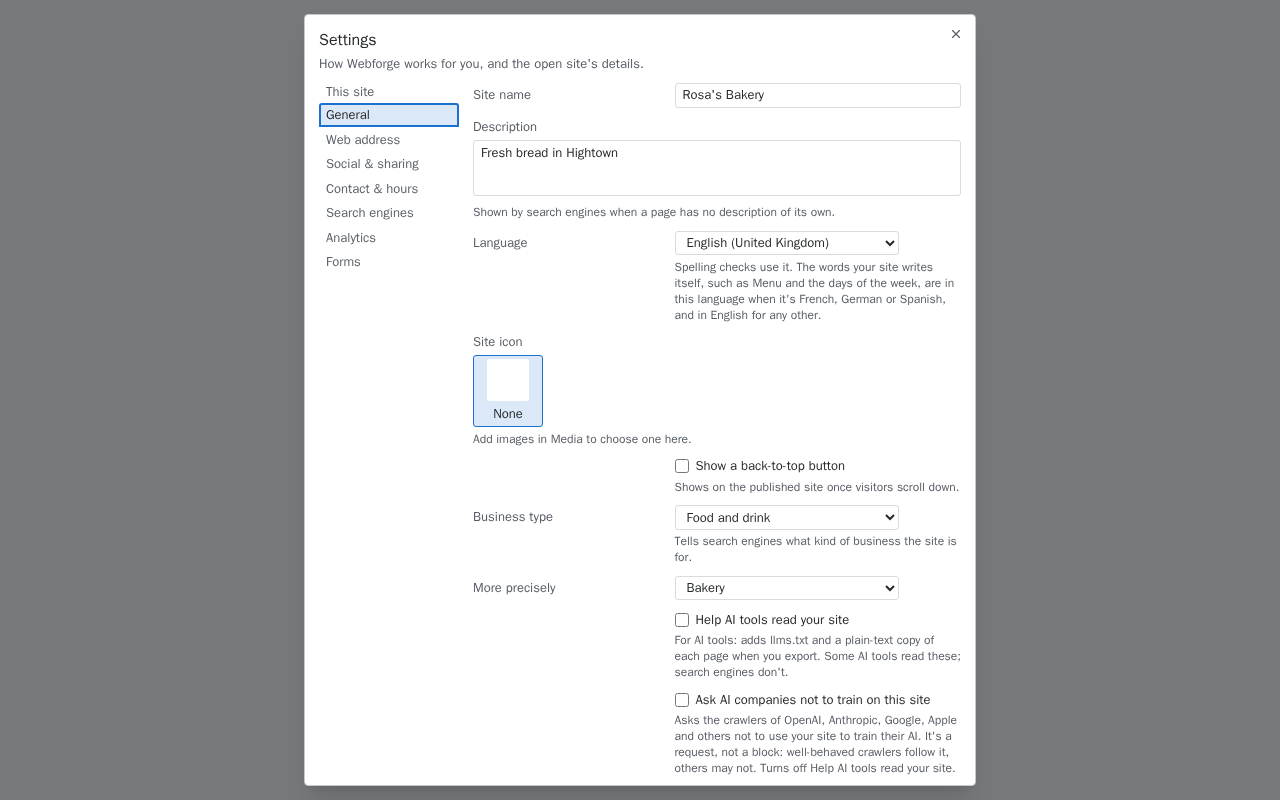 Settings
×
How Webforge works for you, and the open site's details.
This site
General
Web address
Social & sharing
Contact & hours
Search engines
Analytics
Forms
Site name
Rosa's Bakery
Description
Fresh bread in Hightown
Shown by search engines when a page has no description of its own.
Language
English (United Kingdom)
Spelling checks use it. The words your site writes
itself, such as Menu and the days of the week, are in
this language when it's French, German or Spanish,
and in English for any other.
Site icon
None
Add images in Media to choose one here.
Show a back-to-top button
Shows on the published site once visitors scroll down.
Business type
Food and drink
Tells search engines what kind of business the site is
for.
More precisely
Bakery
Help AI tools read your site
For AI tools: adds llms.txt and a plain-text copy of
each page when you export. Some AI tools read these;
search engines don't.
Ask AI companies not to train on this site
Asks the crawlers of OpenAI, Anthropic, Google, Apple
and others not to use your site to train their AI. It's a
request, not a block: well-behaved crawlers follow it,
others may not. Turns off Help AI tools read your site.